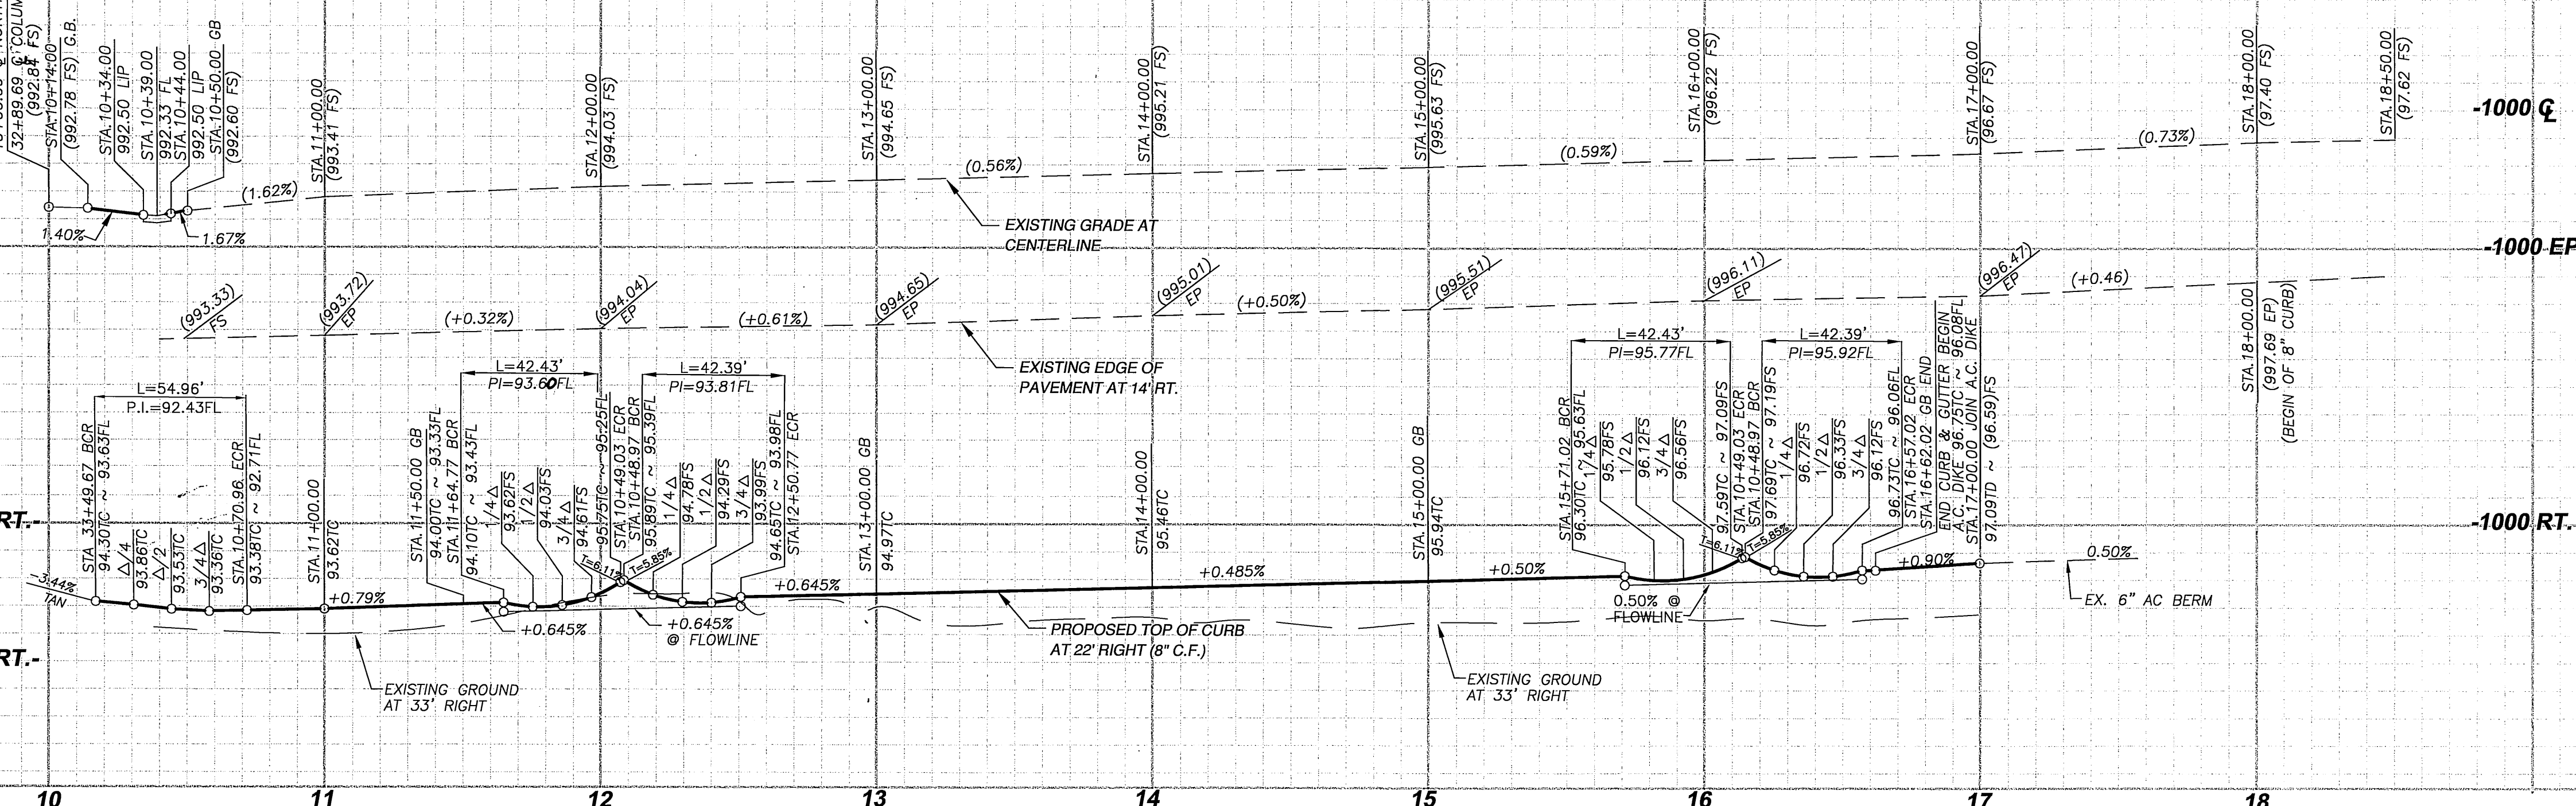 32+89.69 ℄ COLUM
(992.84 FS)
STA.10+14.00
(992.78 FS) G.B.
STA.10+34.00
992.50 LIP
STA.10+39.00
992.33 FL
STA.10+44.00
992.50 LIP
STA.10+50.00 GB
(992.60 FS)
STA.11+00.00
(993.41 FS)
STA.12+00.00
(994.03 FS)
STA.13+00.00
(994.65 FS)
STA.14+00.00
(995.21 FS)
STA.15+00.00
(995.63 FS)
STA.16+00.00
(996.22 FS)
STA.17+00.00
(96.67 FS)
STA.18+00.00
(97.40 FS)
STA.18+50.00
(97.62 FS)
-1000 ℄
1.40%
1.67%
(1.62%)
(0.56%)
(0.59%)
(0.73%)
EXISTING GRADE AT
CENTERLINE
-1000 EP
(993.33)
FS
(993.72)
EP
(+0.32%)
(994.04)
EP
(+0.61%)
(994.65)
EP
(995.01)
EP
(+0.50%)
(995.51)
EP
(996.11)
EP
(996.47)
EP
(+0.46)
EXISTING EDGE OF
PAVEMENT AT 14' RT.
STA.18+00.00
(997.69 EP)
(BEGIN OF 8" CURB)
L=54.96'
P.I.=92.43FL
L=42.43'
PI=93.60FL
L=42.39'
PI=93.81FL
L=42.43'
PI=95.77FL
L=42.39'
PI=95.92FL
STA 33+49.67 BCR
94.30TC ~ 93.63FL
Δ/4
93.86TC
Δ/2
93.53TC
3/4Δ
93.36TC
STA.10+70.96 ECR
93.38TC ~ 92.71FL
STA.11+00.00
93.62TC
STA.11+50.00 GB
94.00TC ~ 93.33FL
STA.11+64.77 BCR
94.10TC ~ 93.43FL
1/4Δ
93.62FS
1/2Δ
94.03FS
3/4Δ
94.61FS
95.75TC ~ 95.25FL
STA.10+49.03 ECR
STA.10+48.97 BCR
95.89TC ~ 95.39FL
1/4Δ
94.78FS
1/2Δ
94.29FS
3/4Δ
93.99FS
94.65TC ~ 93.98FL
STA.12+50.77 ECR
STA.13+00.00 GB
94.97TC
STA.14+00.00
95.46TC
STA.15+00.00 GB
95.94TC
STA.15+71.02 BCR
96.30TC ~ 95.63FL
1/4Δ
95.78FS
1/2Δ
96.12FS
3/4Δ
96.56FS
97.59TC ~ 97.09FS
STA.10+49.03 ECR
STA.10+48.97 BCR
97.69TC ~ 97.19FS
1/4Δ
96.72FS
1/2Δ
96.33FS
3/4Δ
96.12FS
96.73TC ~ 96.06FL
STA.16+57.02 ECR
STA.16+62.02 GB END
END CURB & GUTTER BEGIN
A.C. DIKE 96.75TC ~ 96.08FL
STA.17+00.00 JOIN A.C. DIKE
97.09TD ~ (96.59)FS
RT.-
-1000 RT.
-3.44%
TAN
+0.79%
+0.645%
T=6.11%
T=5.85%
+0.645%
@ FLOWLINE
+0.645%
+0.485%
+0.50%
T=6.11%
T=5.85%
0.50% @
FLOWLINE
+0.90%
0.50%
EX. 6" AC BERM
PROPOSED TOP OF CURB
AT 22' RIGHT (8" C.F.)
RT.-
EXISTING GROUND
AT 33' RIGHT
EXISTING GROUND
AT 33' RIGHT
10
11
12
13
14
15
16
17
18